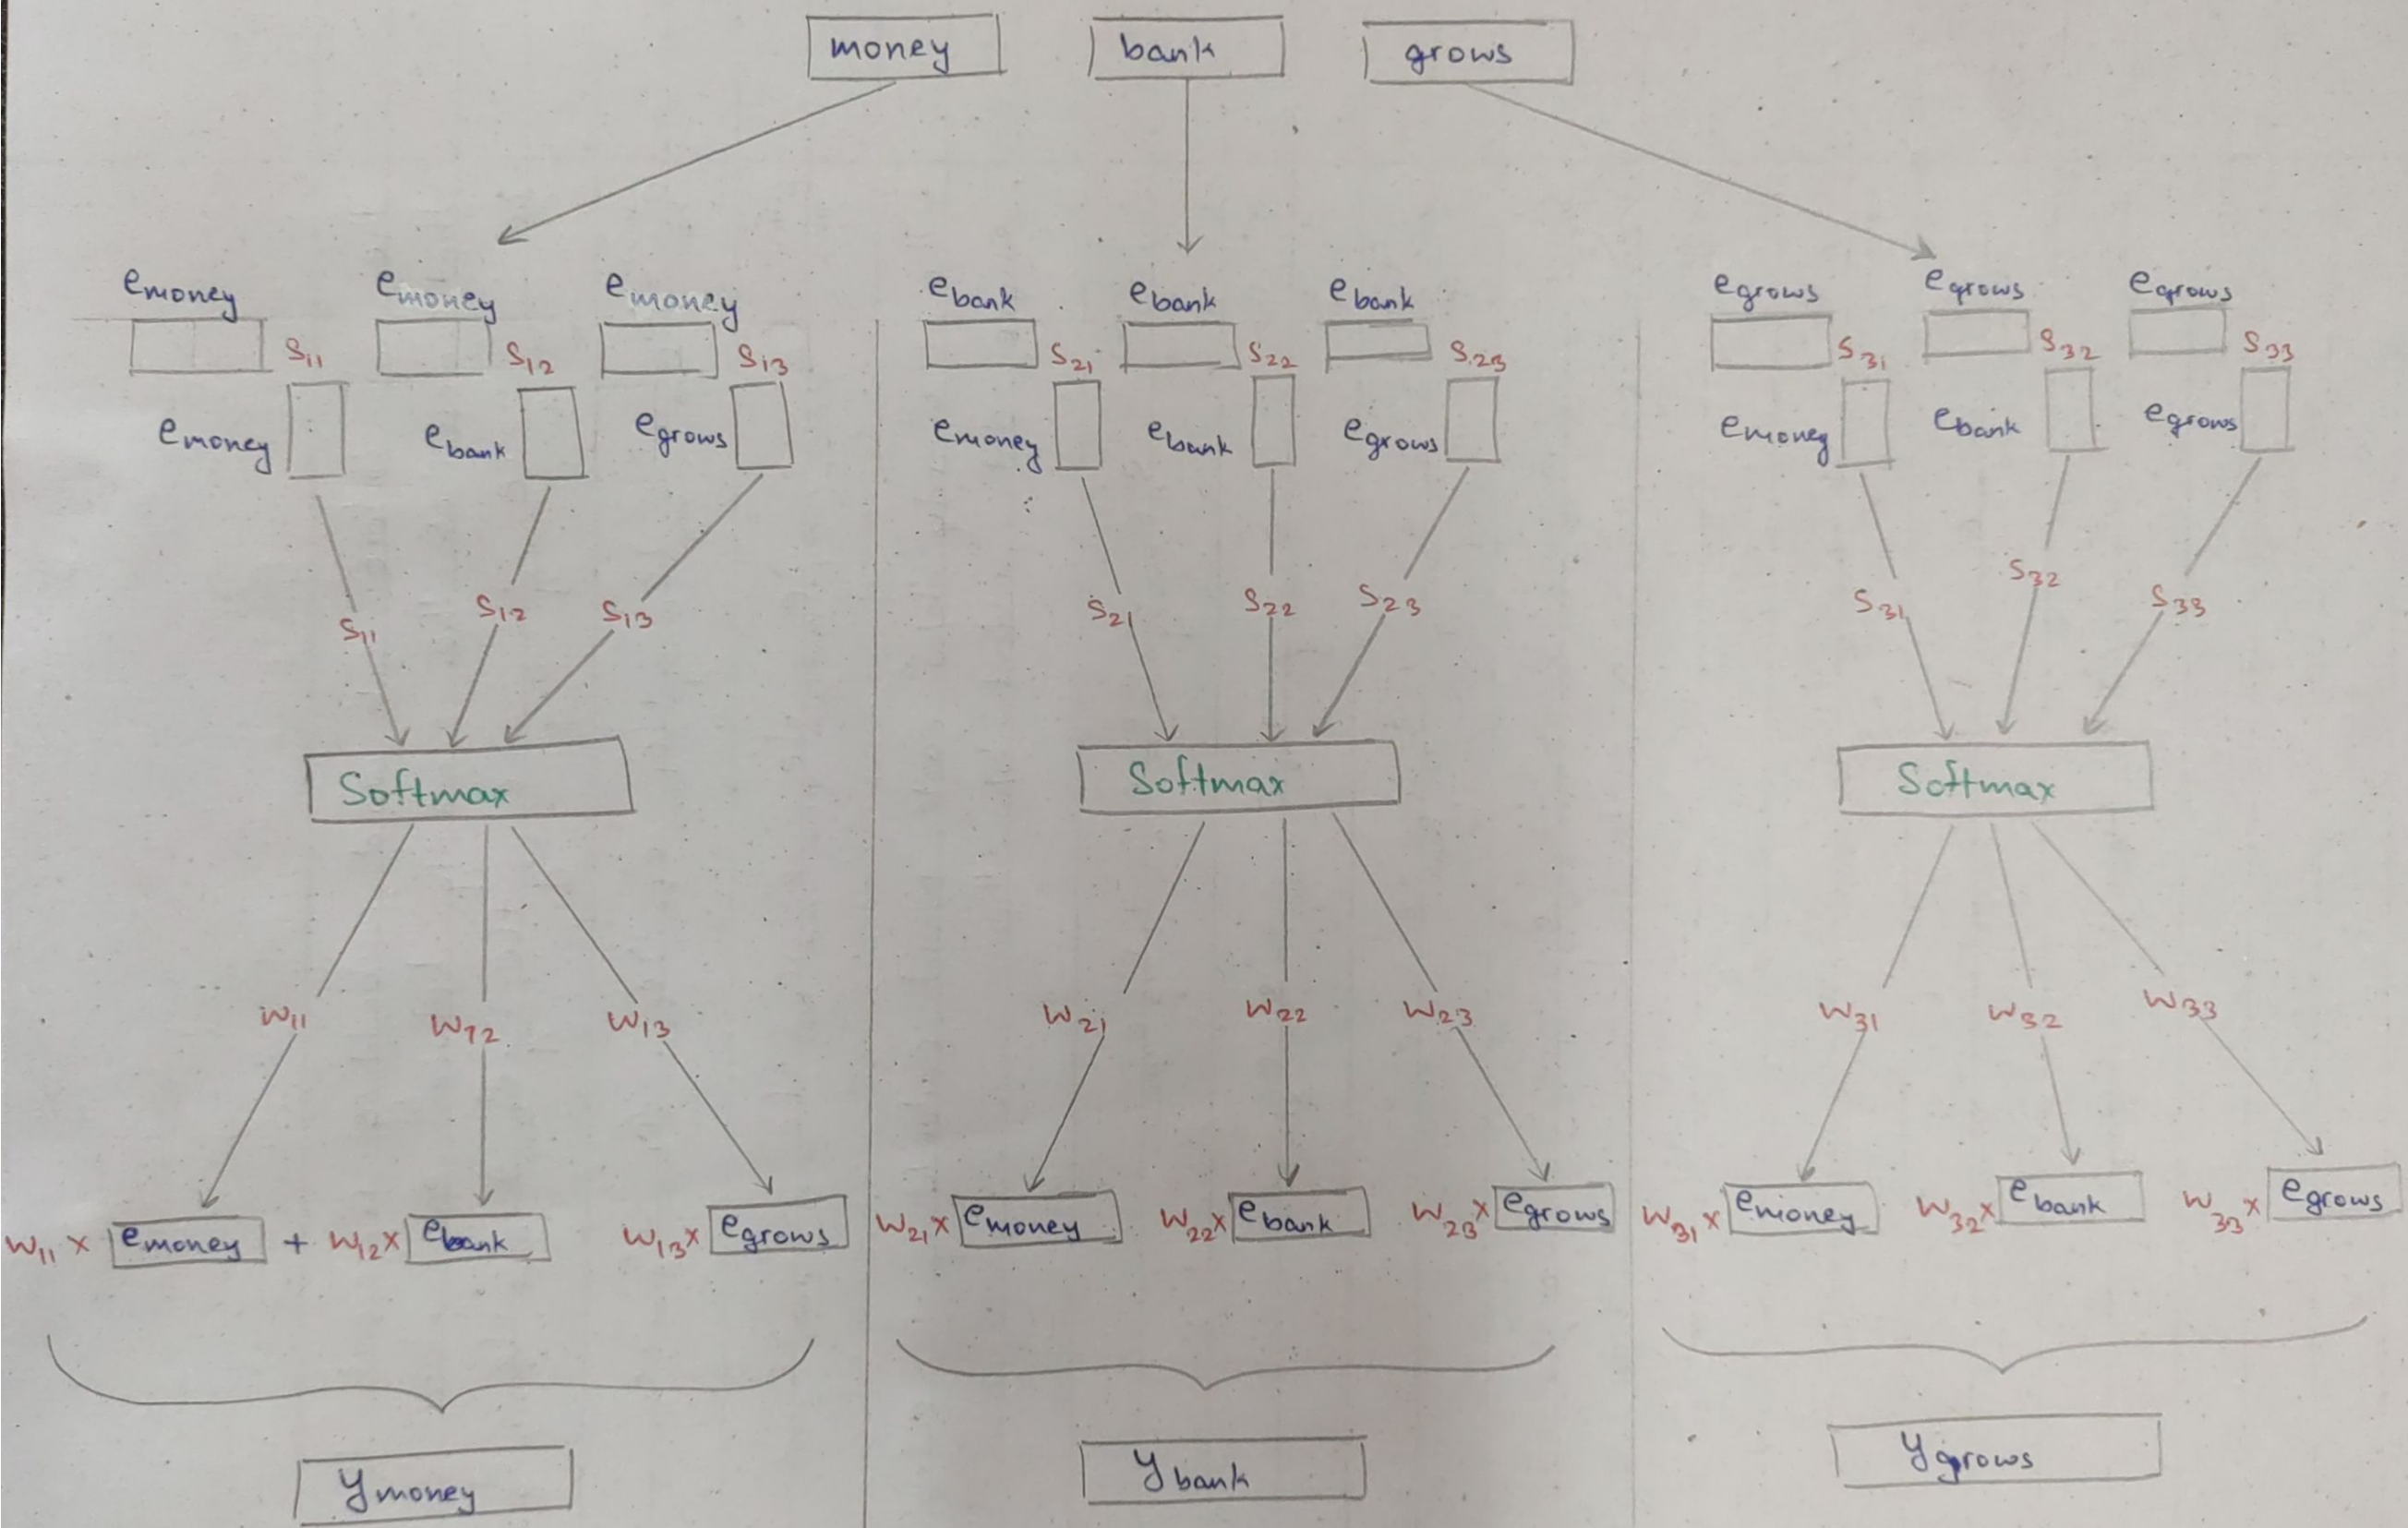 money bank grows
e_money e_money e_money e_bank e_bank e_bank e_grows e_grows e_grows
S11 S12 S13 S21 S22 S23 S31 S32 S33
e_money e_bank e_grows e_money e_bank e_grows e_money e_bank e_grows
S11 S12 S13 S21 S22 S23 S31 S32 S33
Softmax Softmax Softmax
W11 W12 W13 W21 W22 W23 W31 W32 W33
W11 × e_money + W12 × e_bank W13 × e_grows W21 × e_money W22 × e_bank W23 × e_grows W31 × e_money W32 × e_bank W33 × e_grows
y_money y_bank y_grows